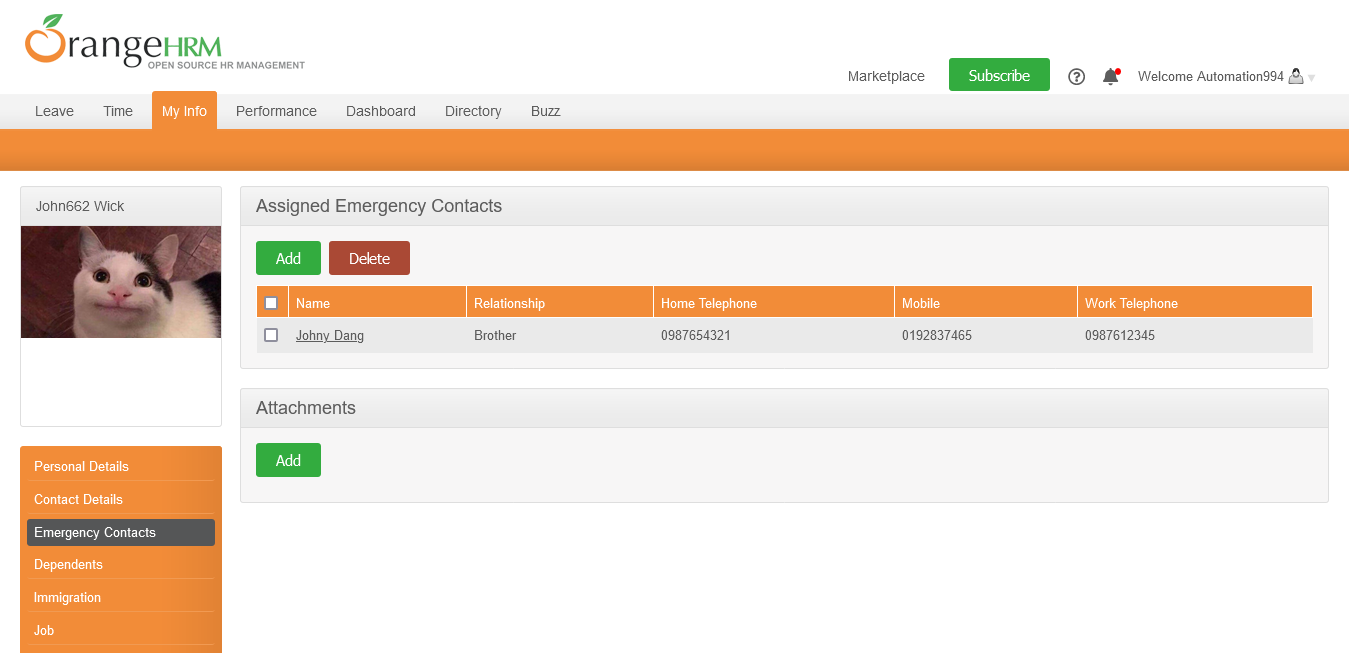 OrangeHRM
OPEN SOURCE HR MANAGEMENT
Marketplace Subscribe ? Welcome Automation994
Leave Time My Info Performance Dashboard Directory Buzz
John662 Wick
Assigned Emergency Contacts
Add Delete
Name Relationship Home Telephone Mobile Work Telephone
Johny Dang Brother 0987654321 0192837465 0987612345
Attachments
Add
Personal Details
Contact Details
Emergency Contacts
Dependents
Immigration
Job